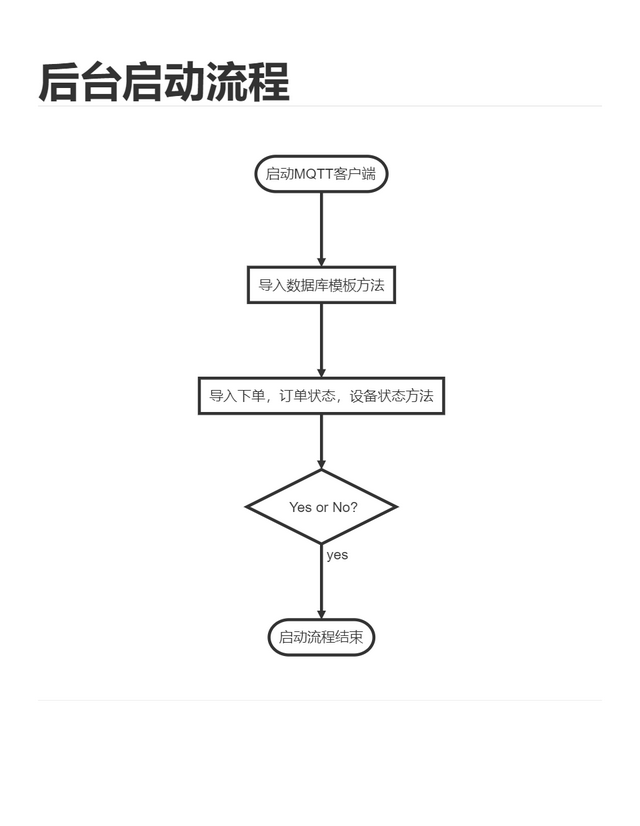 后台启动流程
启动MQTT客户端
导入数据库模板方法
导入下单，订单状态，设备状态方法
Yes or No?
yes
启动流程结束